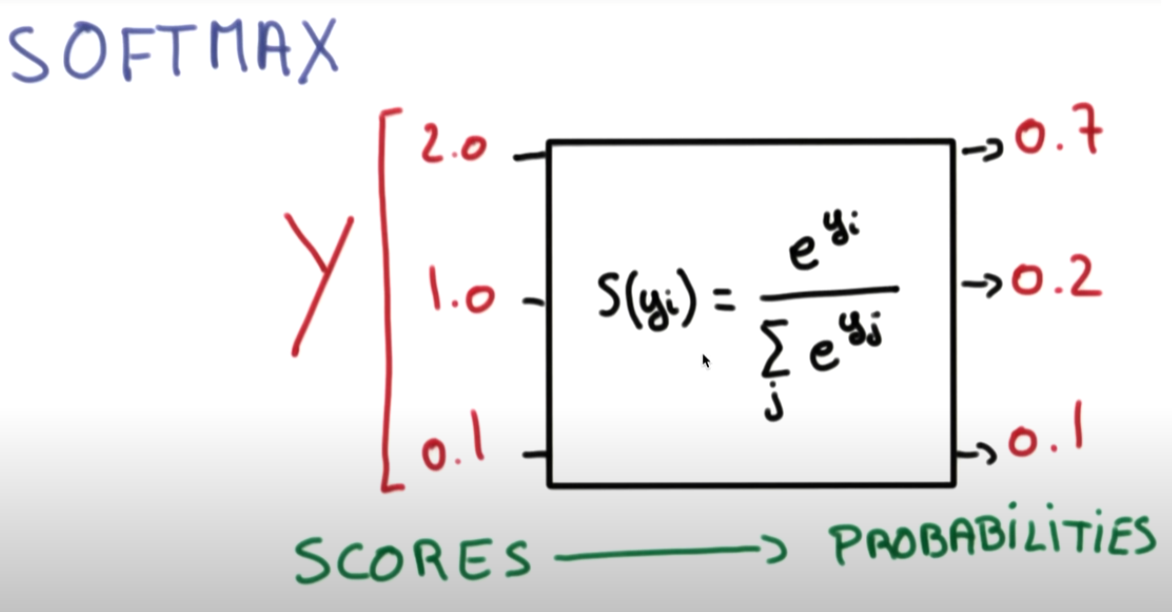 SOFTMAX
Y
2.0
1.0
0.1
S(yi) = e^yi / Σj e^yj
0.7
0.2
0.1
SCORES → PROBABiLiTiES